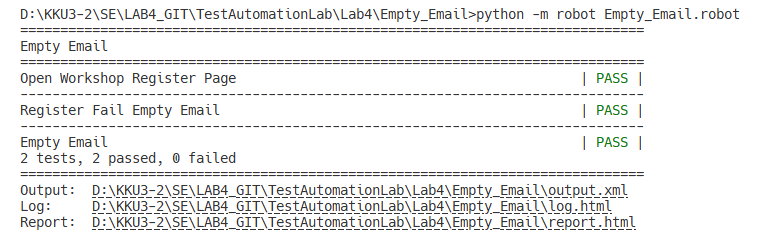 D:\KKU3-2\SE\LAB4_GIT\TestAutomationLab\Lab4\Empty_Email>python -m robot Empty_Email.robot
==============================================================================
Empty Email
==============================================================================
Open Workshop Register Page                                           | PASS |
------------------------------------------------------------------------------
Register Fail Empty Email                                             | PASS |
------------------------------------------------------------------------------
Empty Email                                                           | PASS |
2 tests, 2 passed, 0 failed
==============================================================================
Output:  D:\KKU3-2\SE\LAB4_GIT\TestAutomationLab\Lab4\Empty_Email\output.xml
Log:     D:\KKU3-2\SE\LAB4_GIT\TestAutomationLab\Lab4\Empty_Email\log.html
Report:  D:\KKU3-2\SE\LAB4_GIT\TestAutomationLab\Lab4\Empty_Email\report.html